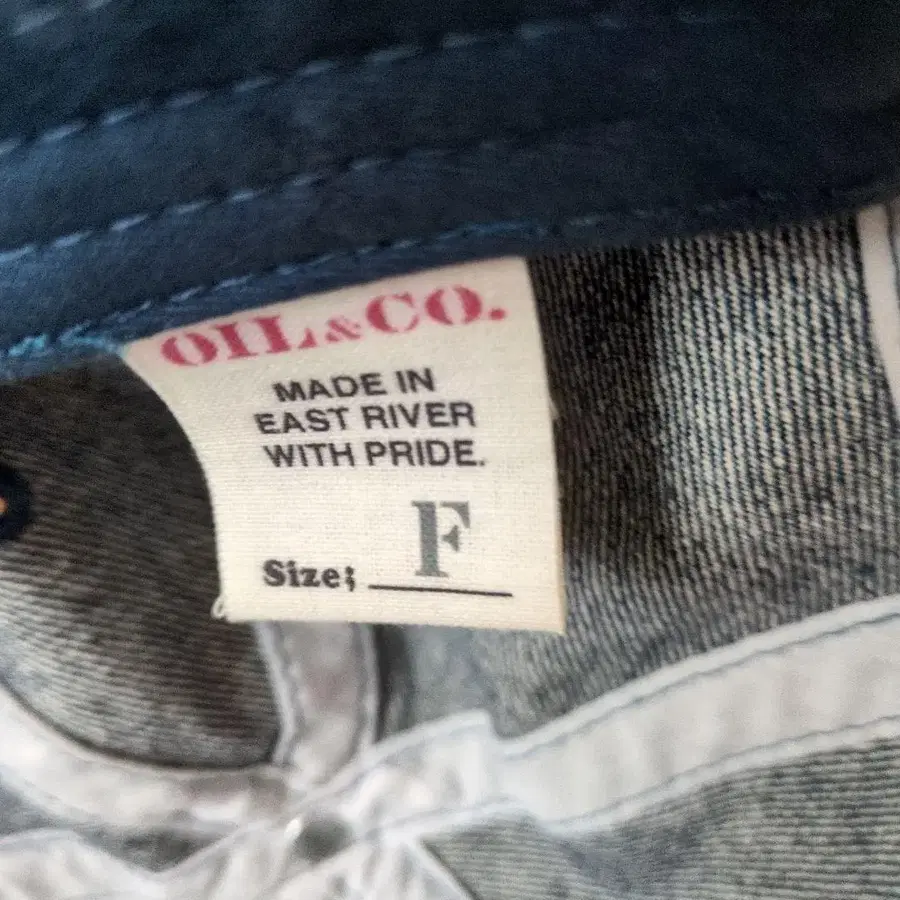 OIL&CO.
MADE IN
EAST RIVER
WITH PRIDE.
Size; F